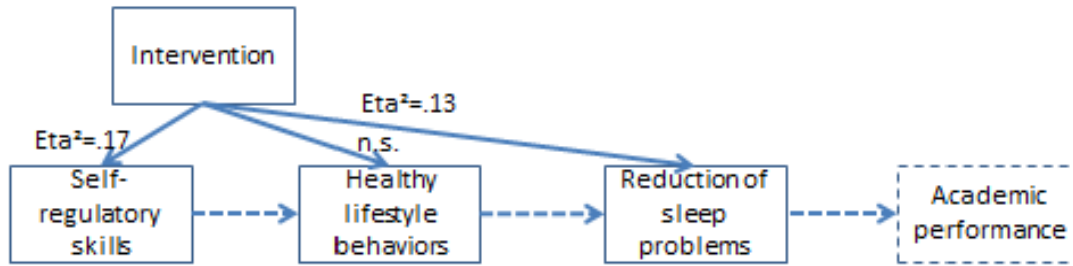 Intervention
Eta²=.13
Eta²=.17
n.s.
Self-
regulatory
skills
Healthy
lifestyle
behaviors
Reduction of
sleep
problems
Academic
performance